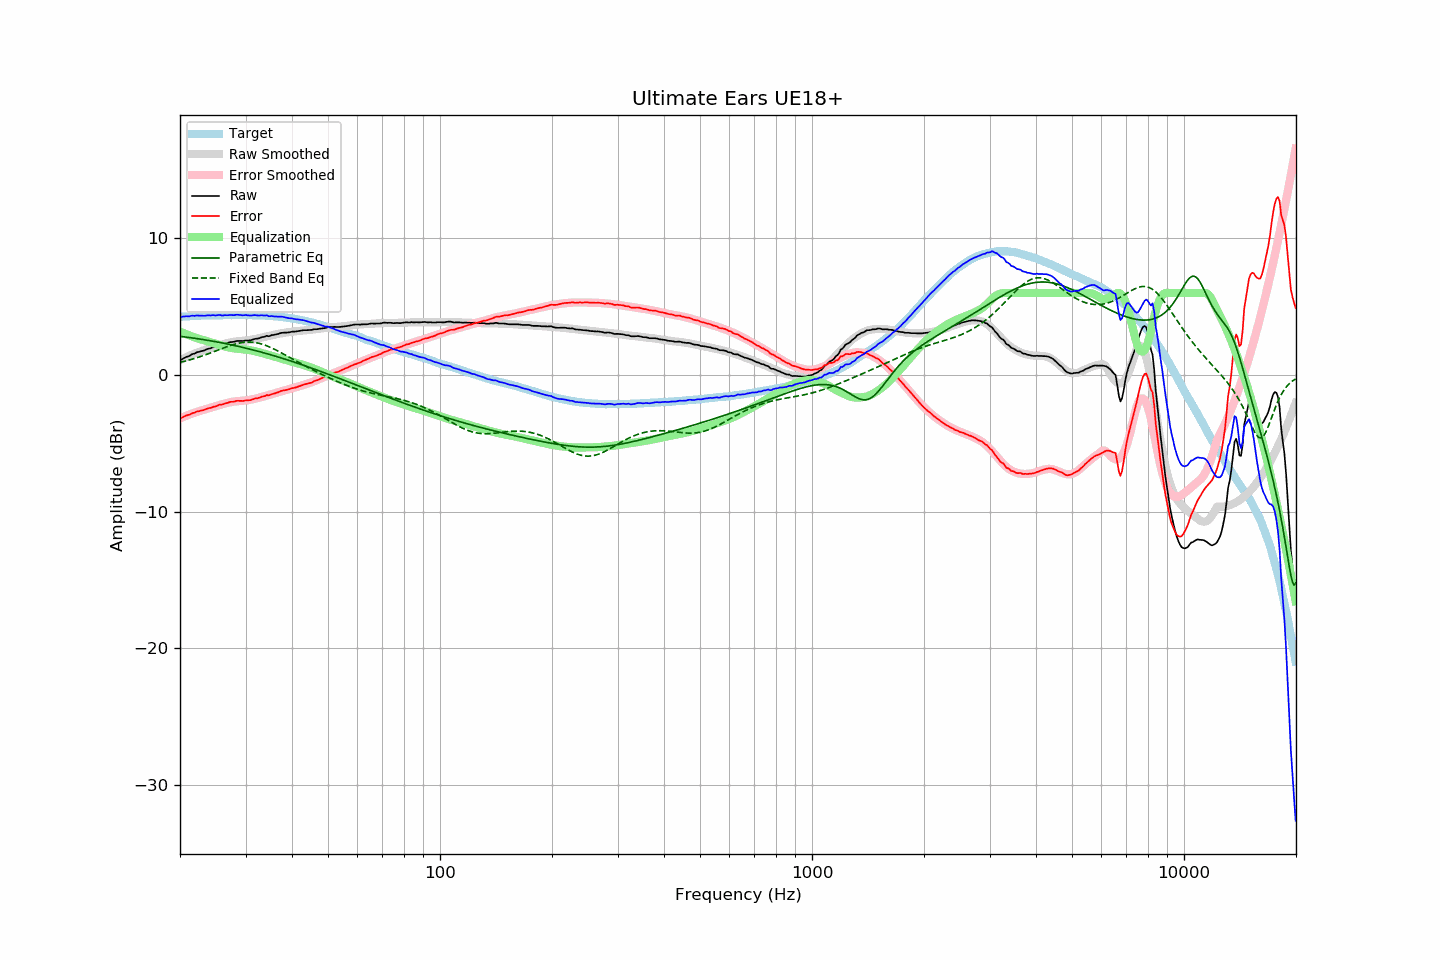 Ultimate Ears UE18+
Target
Raw Smoothed
Error Smoothed
Raw
Error
Equalization
Parametric Eq
Fixed Band Eq
Equalized
10
0
−10
−20
−30
Amplitude (dBr)
100
1000
10000
Frequency (Hz)